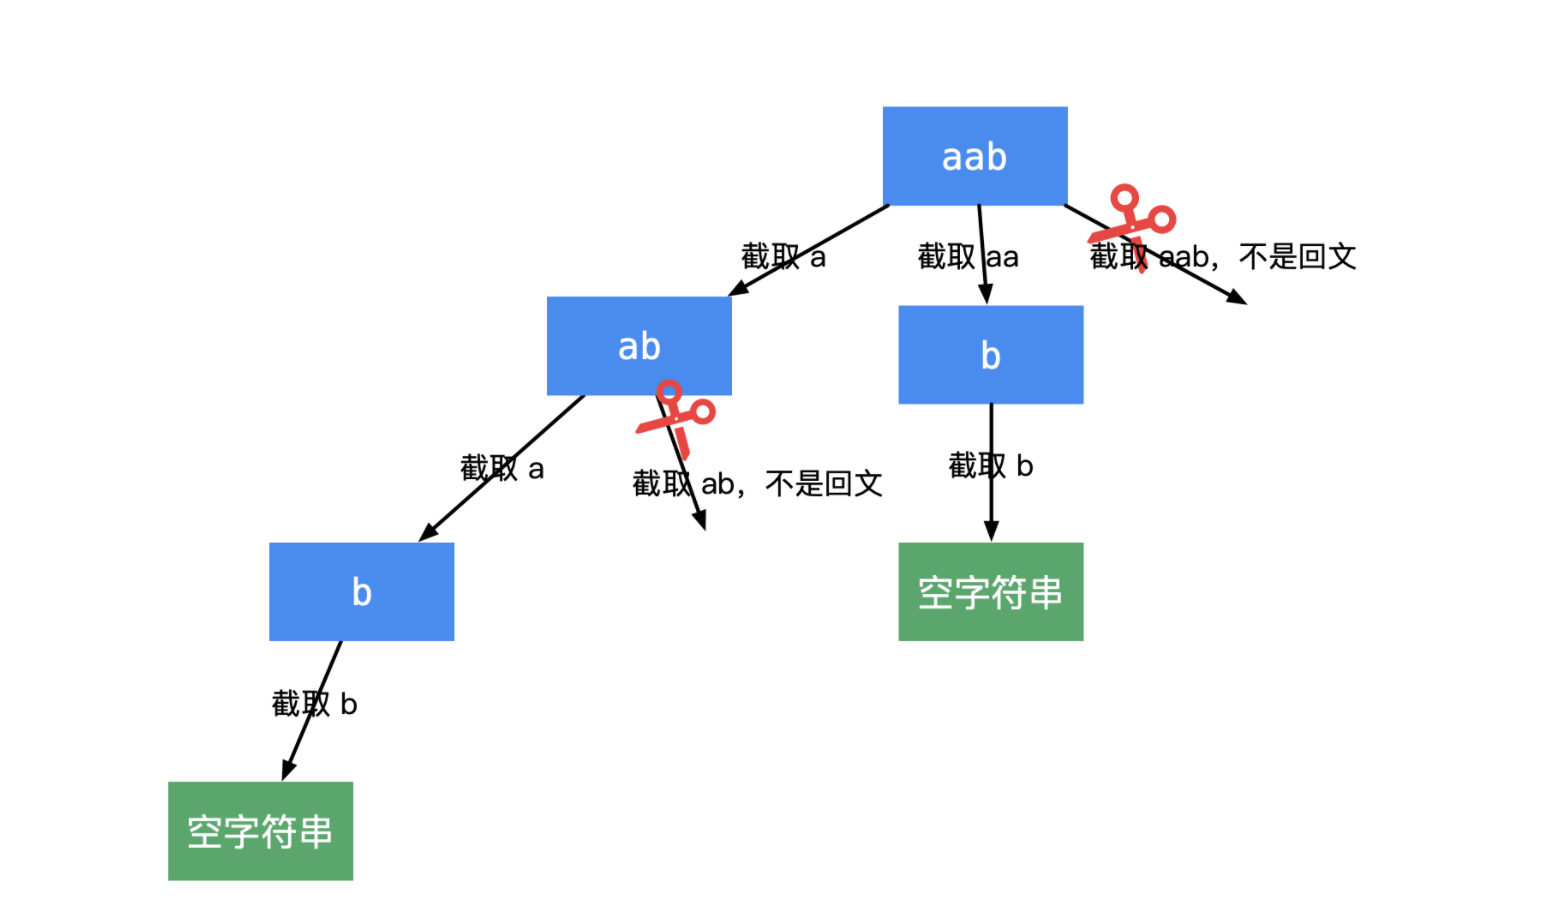 aab
截取 a
截取 aa
截取 aab，不是回文
ab
b
截取 a
截取 ab，不是回文
截取 b
b
空字符串
截取 b
空字符串